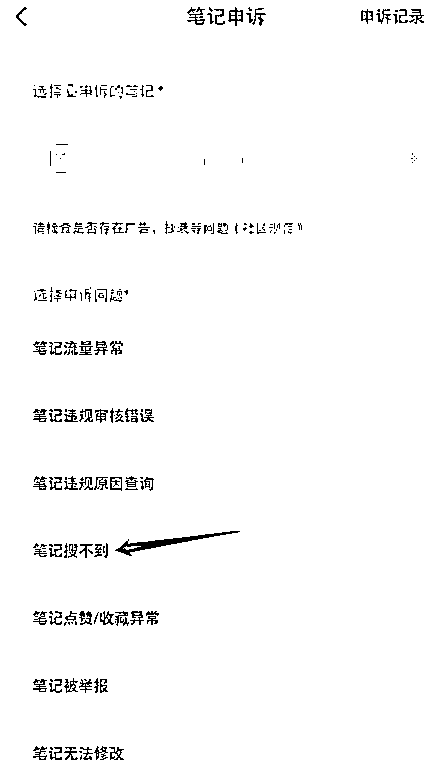 笔记申诉 申诉记录
选择要申诉的笔记*
请检查是否存在广告、抄袭等问题《社区规范》
选择申诉问题*
笔记流量异常
笔记违规审核错误
笔记违规原因查询
笔记搜不到
笔记点赞/收藏异常
笔记被举报
笔记无法修改